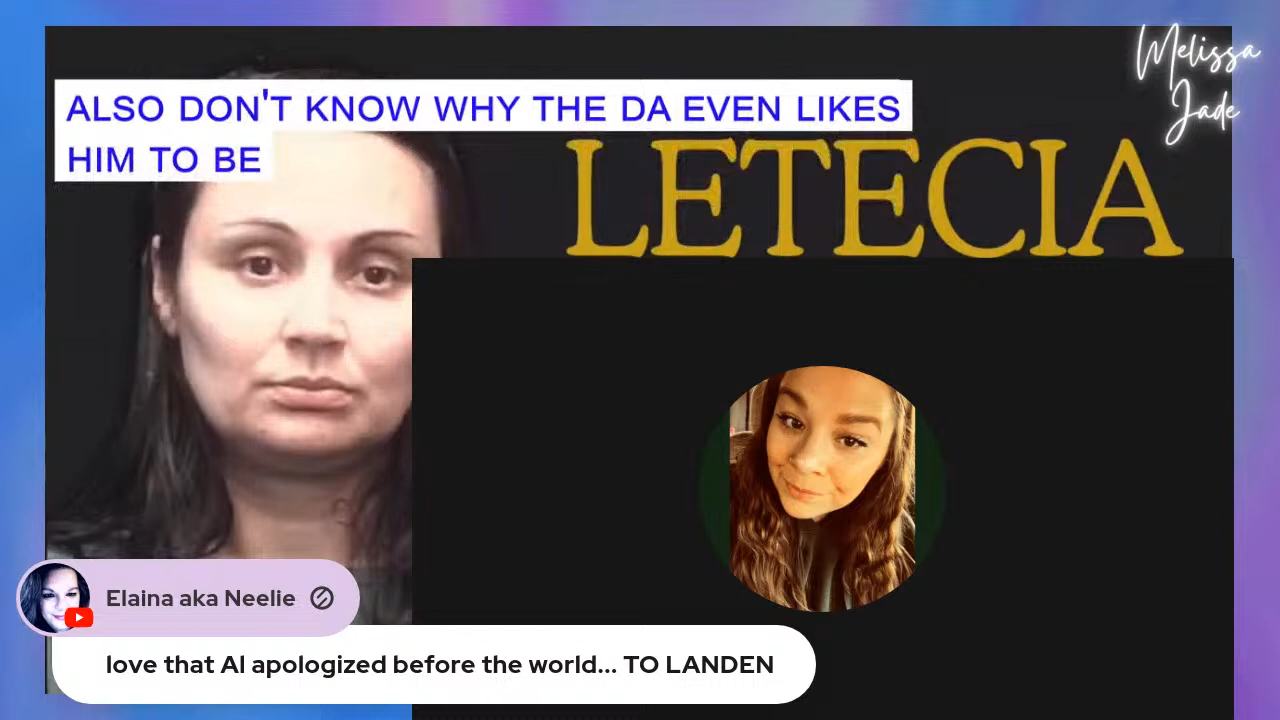 Melissa
Jade
ALSO DON'T KNOW WHY THE DA EVEN LIKES
HIM TO BE
LETECIA
Elaina aka Neelie
love that Al apologized before the world... TO LANDEN